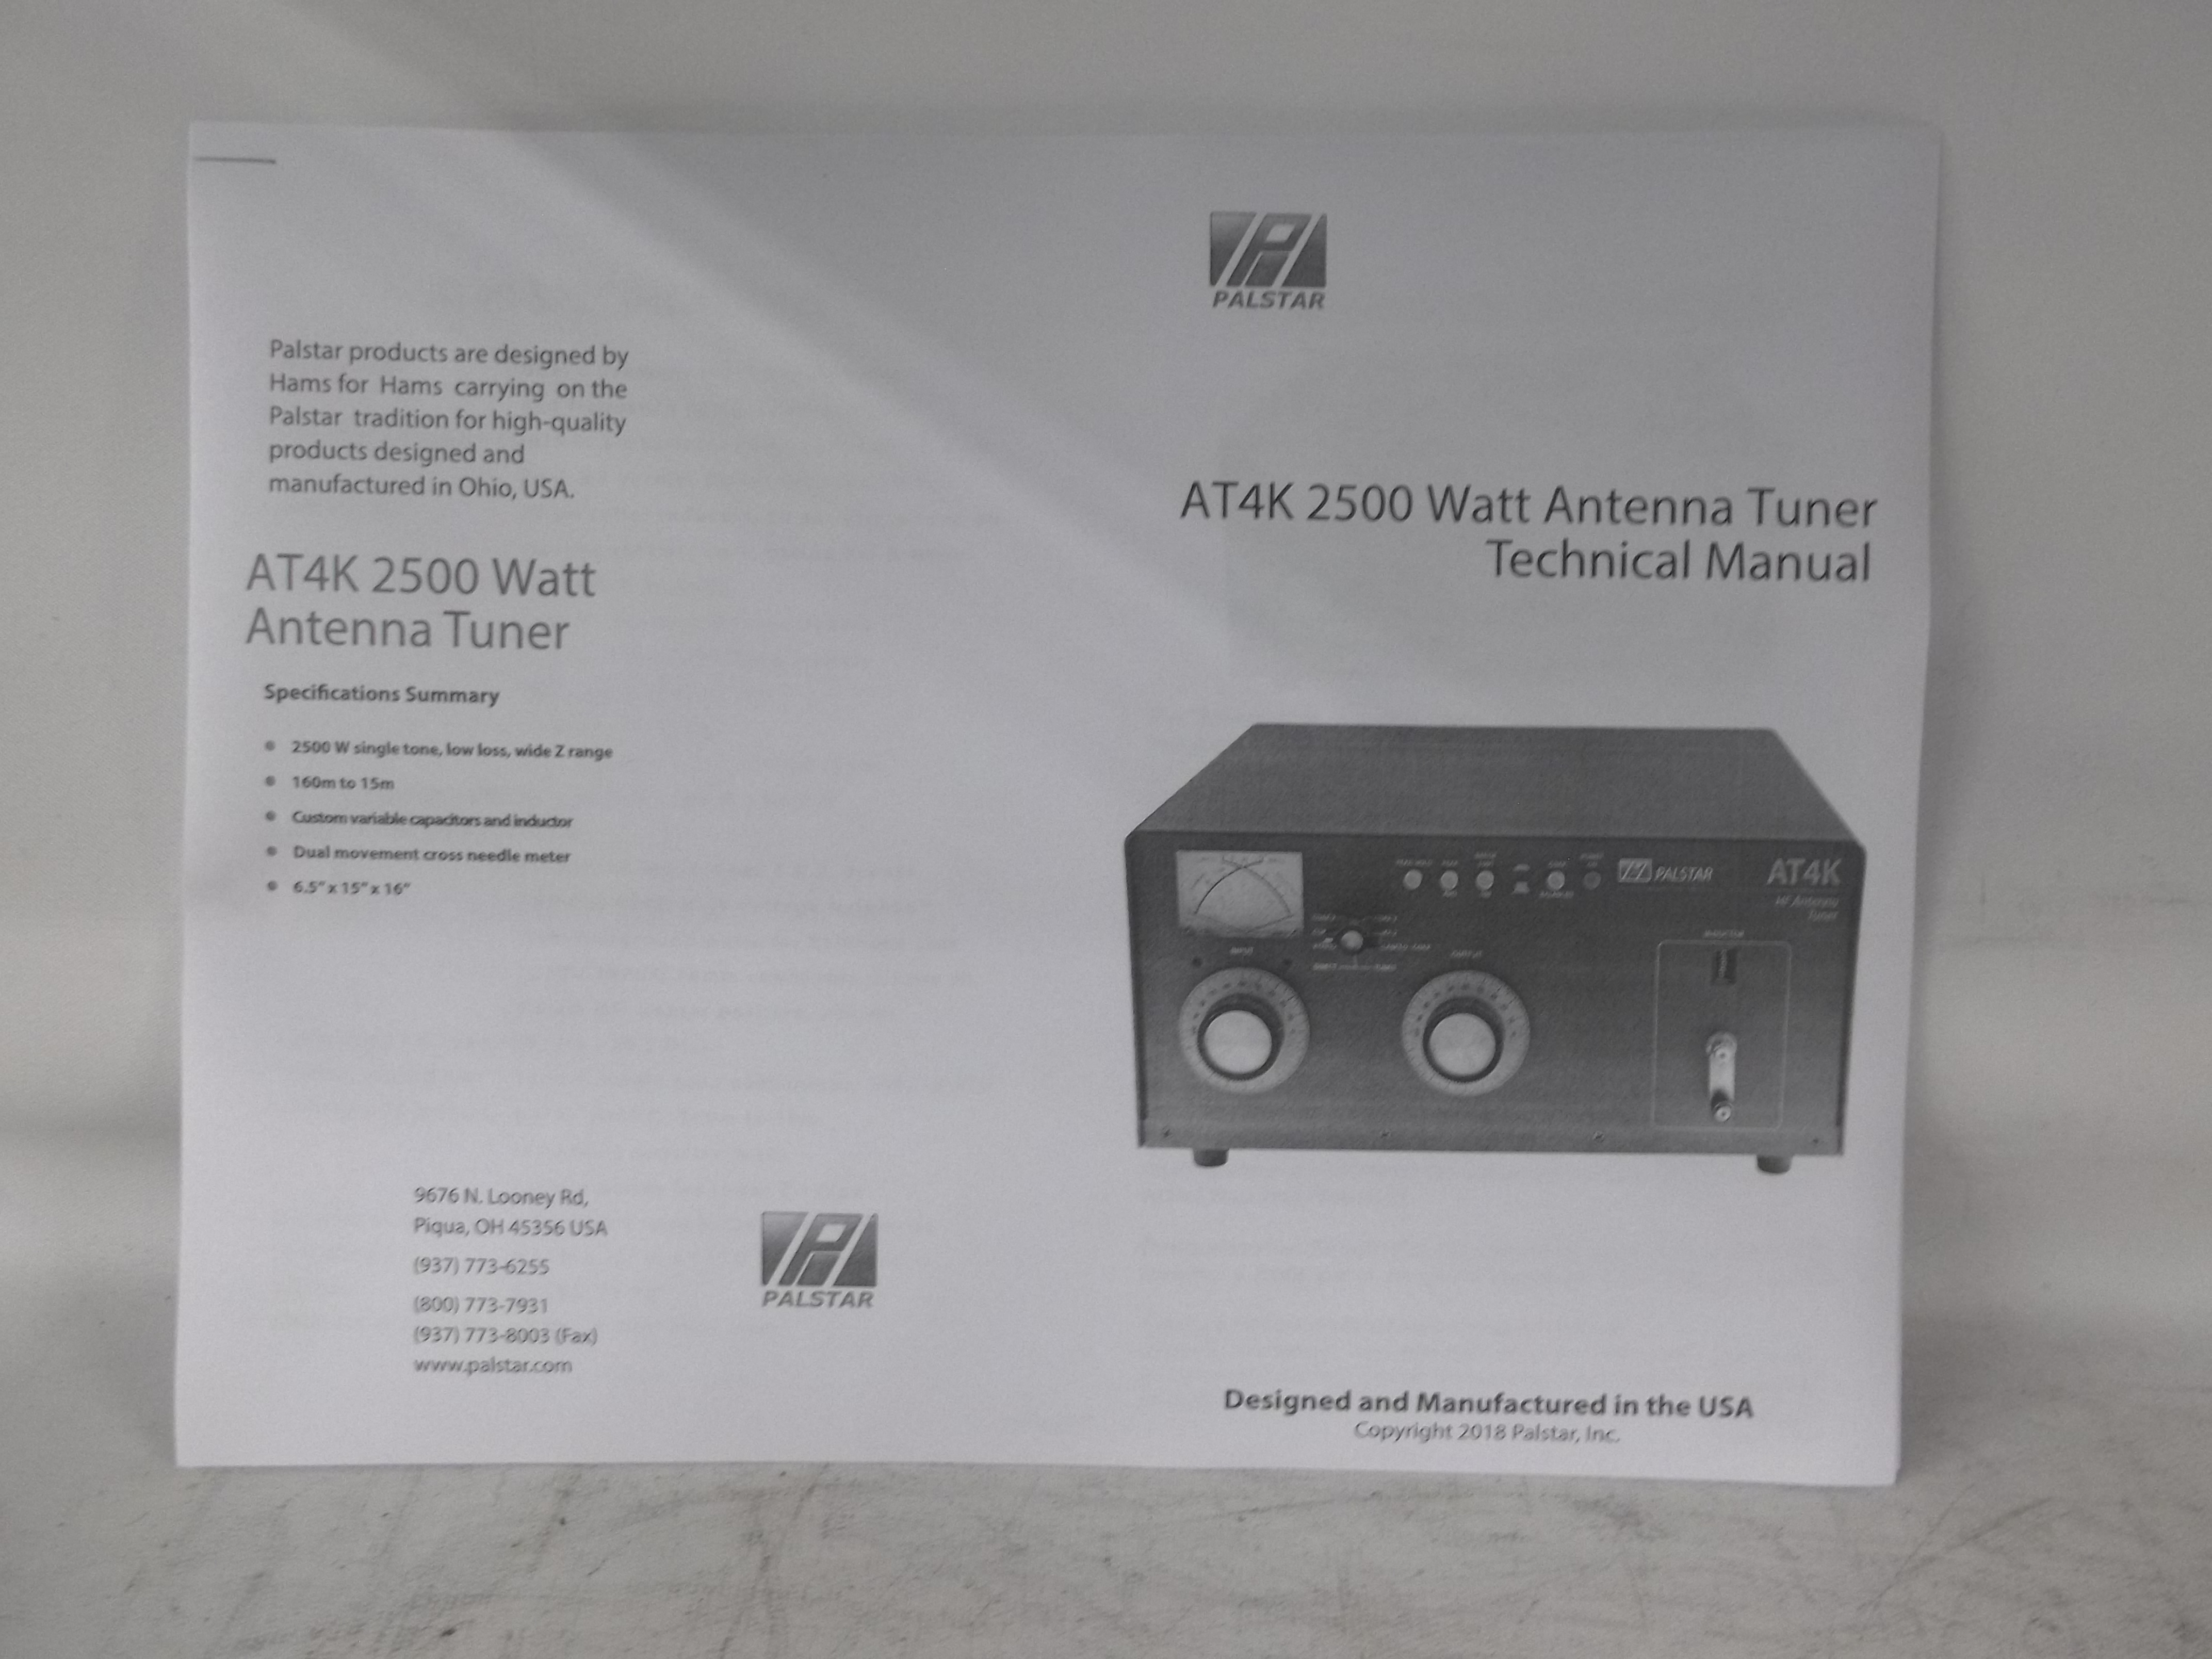 Palstar products are designed by
Hams for Hams carrying on the
Palstar tradition for high-quality
products designed and
manufactured in Ohio, USA.
AT4K 2500 Watt
Antenna Tuner
Specifications Summary
2500 W single tone, low loss, wide Z range
160m to 15m
Custom variable capacitors and inductor
Dual movement cross needle meter
6.5" x 15" x 16"
9676 N. Looney Rd,
Piqua, OH 45356 USA
(937) 773-6255
(800) 773-7931
(937) 773-8003 (Fax)
www.palstar.com
PALSTAR
PALSTAR
AT4K 2500 Watt Antenna Tuner
Technical Manual
PALSTAR
AT4K
HF Antenna
Tuner
Designed and Manufactured in the USA
Copyright 2018 Palstar, Inc.